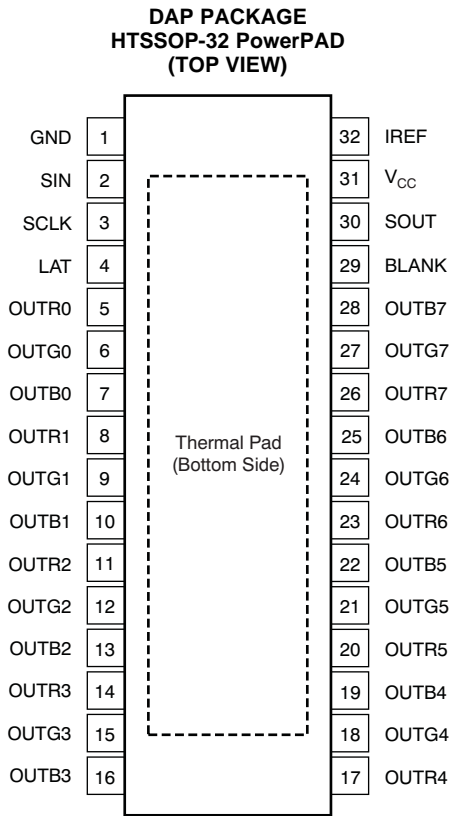 DAP PACKAGE
HTSSOP-32 PowerPAD
(TOP VIEW)
GND 1 32 IREF
SIN 2 31 VCC
SCLK 3 30 SOUT
LAT 4 29 BLANK
OUTR0 5 28 OUTB7
OUTG0 6 27 OUTG7
OUTB0 7 26 OUTR7
OUTR1 8 25 OUTB6
Thermal Pad
(Bottom Side)
OUTG1 9 24 OUTG6
OUTB1 10 23 OUTR6
OUTR2 11 22 OUTB5
OUTG2 12 21 OUTG5
OUTB2 13 20 OUTR5
OUTR3 14 19 OUTB4
OUTG3 15 18 OUTG4
OUTB3 16 17 OUTR4